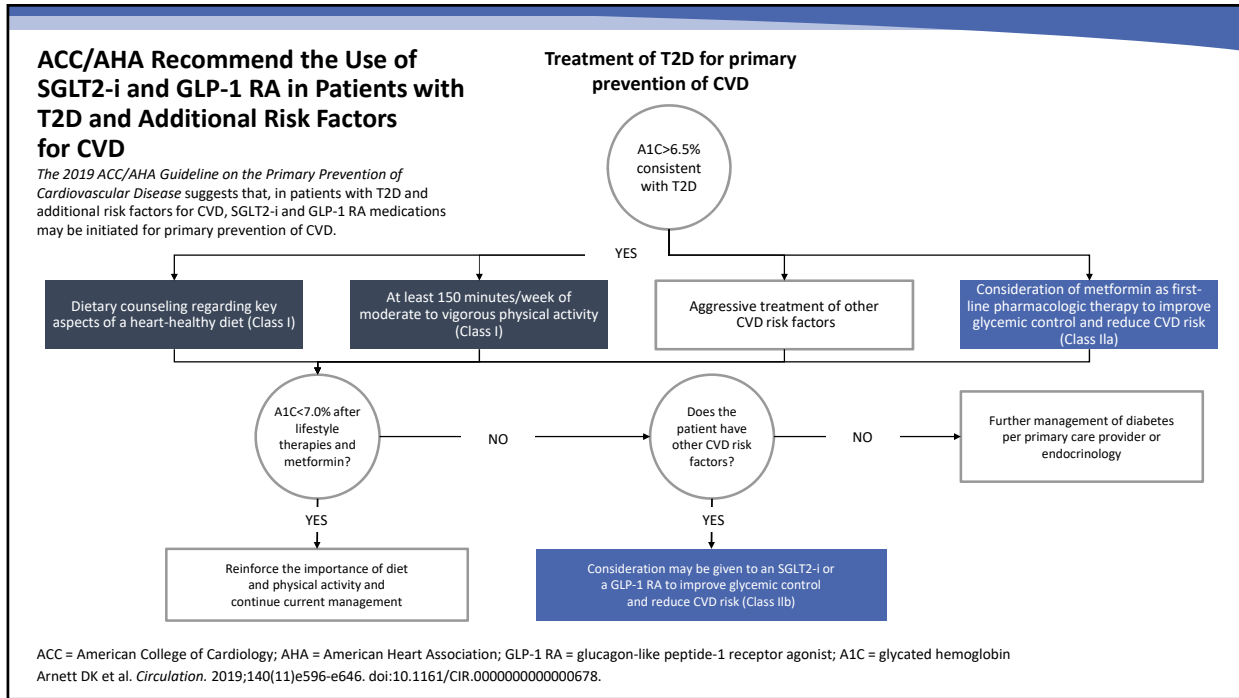 ACC/AHA Recommend the Use of
SGLT2-i and GLP-1 RA in Patients with
T2D and Additional Risk Factors
for CVD
The 2019 ACC/AHA Guideline on the Primary Prevention of
Cardiovascular Disease suggests that, in patients with T2D and
additional risk factors for CVD, SGLT2-i and GLP-1 RA medications
may be initiated for primary prevention of CVD.
Treatment of T2D for primary
prevention of CVD
A1C>6.5%
consistent
with T2D
YES
Dietary counseling regarding key
aspects of a heart-healthy diet (Class I)
At least 150 minutes/week of
moderate to vigorous physical activity
(Class I)
Aggressive treatment of other
CVD risk factors
Consideration of metformin as first-
line pharmacologic therapy to improve
glycemic control and reduce CVD risk
(Class IIa)
A1C<7.0% after
lifestyle
therapies and
metformin?
NO
Does the
patient have
other CVD risk
factors?
NO
Further management of diabetes
per primary care provider or
endocrinology
YES
YES
Reinforce the importance of diet
and physical activity and
continue current management
Consideration may be given to an SGLT2-i or
a GLP-1 RA to improve glycemic control
and reduce CVD risk (Class IIb)
ACC = American College of Cardiology; AHA = American Heart Association; GLP-1 RA = glucagon-like peptide-1 receptor agonist; A1C = glycated hemoglobin
Arnett DK et al. Circulation. 2019;140(11)e596-e646. doi:10.1161/CIR.0000000000000678.